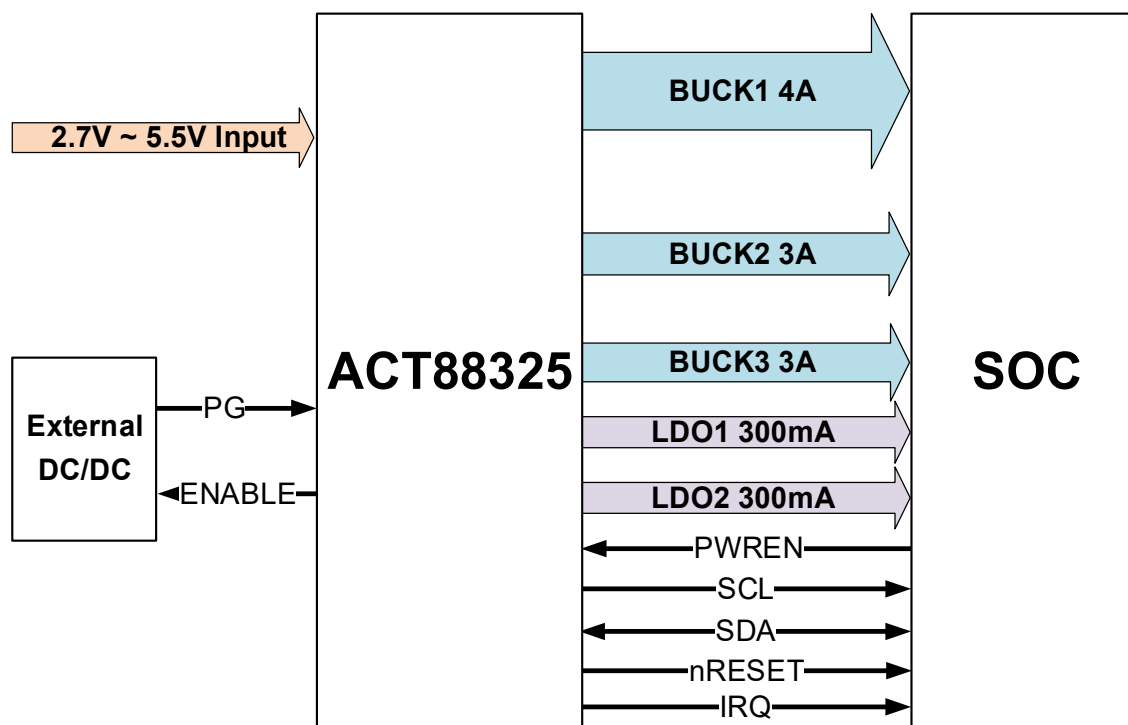 BUCK1 4A
2.7V ~ 5.5V Input
BUCK2 3A
ACT88325
BUCK3 3A
SOC
PG
External
DC/DC
ENABLE
LDO1 300mA
LDO2 300mA
PWREN
SCL
SDA
nRESET
IRQ